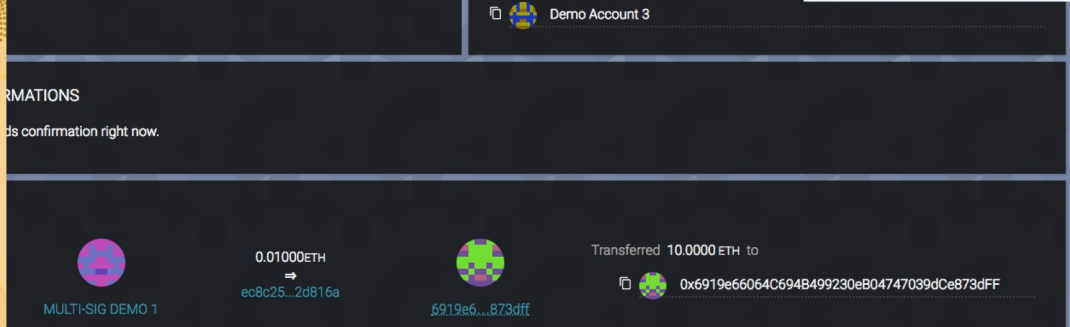 Demo Account 3
RMATIONS
ds confirmation right now.
0.01000ETH
⇒
ec8c25...2d816a
MULTI-SIG DEMO 1
6919e6...873dff
Transferred 10.0000 ETH to
0x6919e66064C694B499230eB04747039dCe873dFF